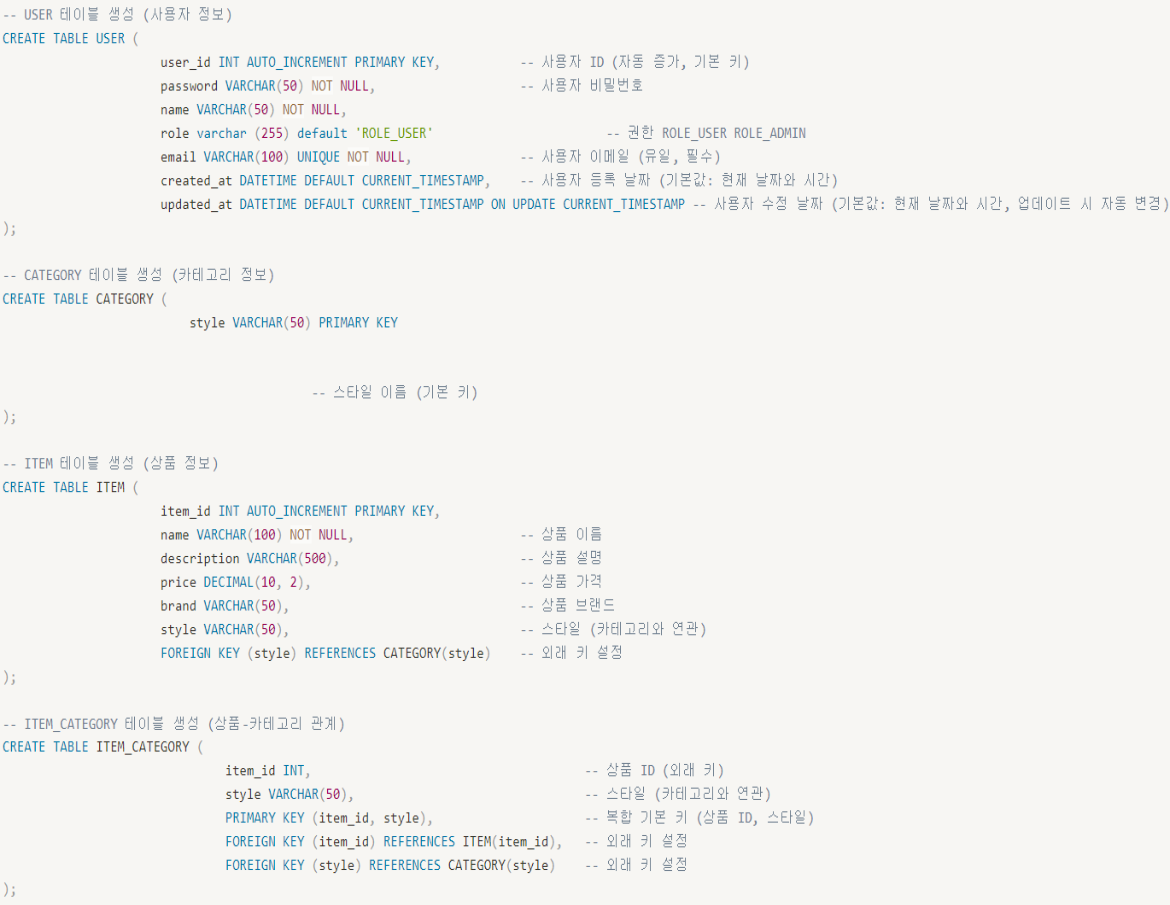 -- USER 테이블 생성 (사용자 정보)
CREATE TABLE USER (
user_id INT AUTO_INCREMENT PRIMARY KEY, -- 사용자 ID (자동 증가, 기본 키)
password VARCHAR(50) NOT NULL, -- 사용자 비밀번호
name VARCHAR(50) NOT NULL,
role varchar (255) default 'ROLE_USER' -- 권한 ROLE_USER ROLE_ADMIN
email VARCHAR(100) UNIQUE NOT NULL, -- 사용자 이메일 (유일, 필수)
created_at DATETIME DEFAULT CURRENT_TIMESTAMP, -- 사용자 등록 날짜 (기본값: 현재 날짜와 시간)
updated_at DATETIME DEFAULT CURRENT_TIMESTAMP ON UPDATE CURRENT_TIMESTAMP -- 사용자 수정 날짜 (기본값: 현재 날짜와 시간, 업데이트 시 자동 변경)
);
-- CATEGORY 테이블 생성 (카테고리 정보)
CREATE TABLE CATEGORY (
style VARCHAR(50) PRIMARY KEY
-- 스타일 이름 (기본 키)
);
-- ITEM 테이블 생성 (상품 정보)
CREATE TABLE ITEM (
item_id INT AUTO_INCREMENT PRIMARY KEY,
name VARCHAR(100) NOT NULL, -- 상품 이름
description VARCHAR(500), -- 상품 설명
price DECIMAL(10, 2), -- 상품 가격
brand VARCHAR(50), -- 상품 브랜드
style VARCHAR(50), -- 스타일 (카테고리와 연관)
FOREIGN KEY (style) REFERENCES CATEGORY(style) -- 외래 키 설정
);
-- ITEM_CATEGORY 테이블 생성 (상품-카테고리 관계)
CREATE TABLE ITEM_CATEGORY (
item_id INT, -- 상품 ID (외래 키)
style VARCHAR(50), -- 스타일 (카테고리와 연관)
PRIMARY KEY (item_id, style), -- 복합 기본 키 (상품 ID, 스타일)
FOREIGN KEY (item_id) REFERENCES ITEM(item_id), -- 외래 키 설정
FOREIGN KEY (style) REFERENCES CATEGORY(style) -- 외래 키 설정
);